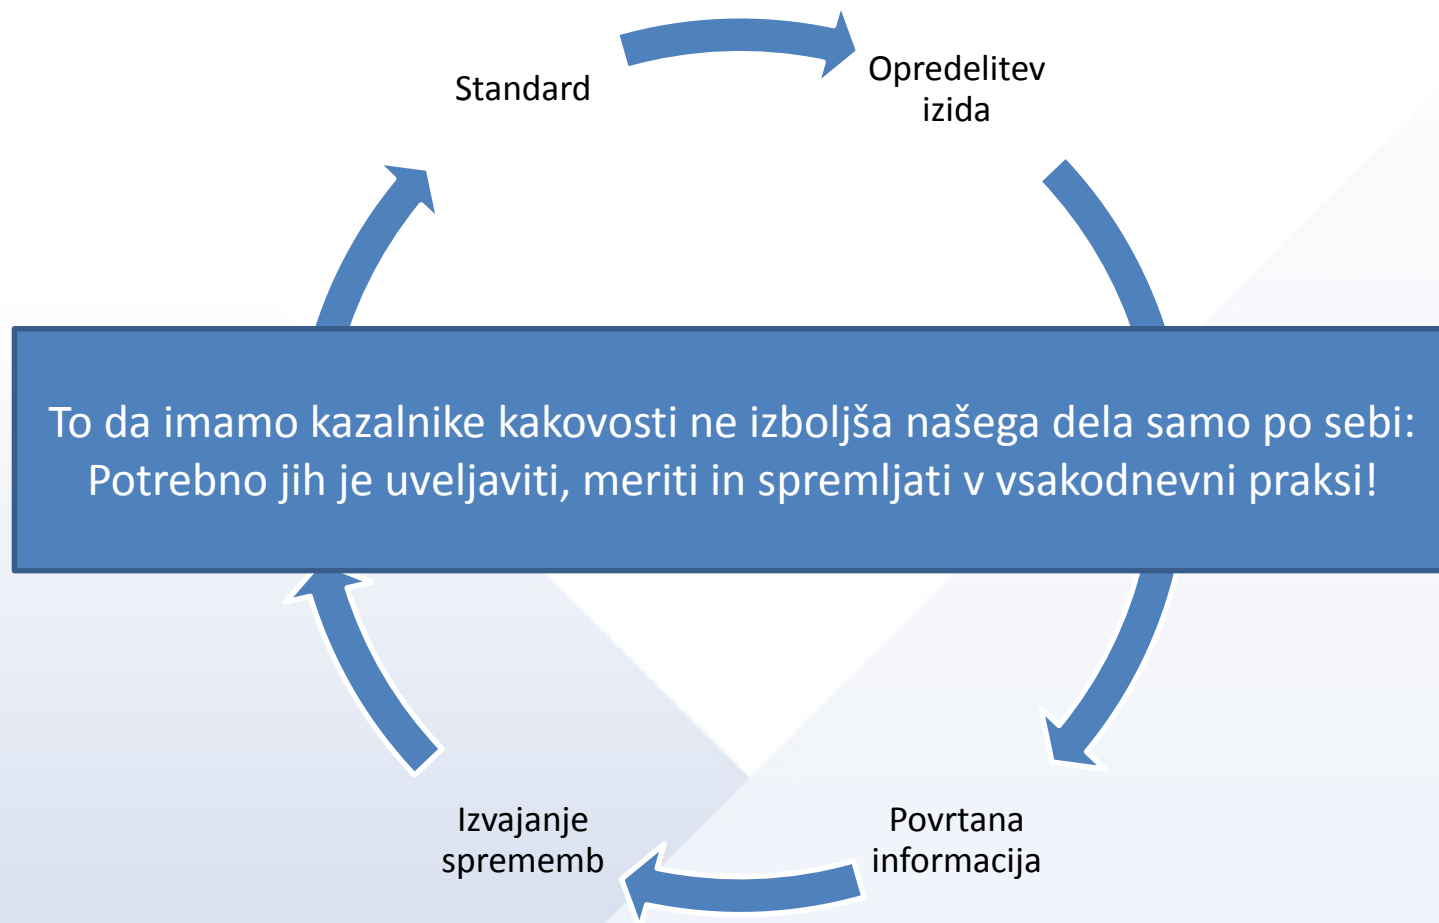 Standard
Opredelitev
izida
To da imamo kazalnike kakovosti ne izboljša našega dela samo po sebi:
Potrebno jih je uveljaviti, meriti in spremljati v vsakodnevni praksi!
Izvajanje
sprememb
Povrtana
informacija